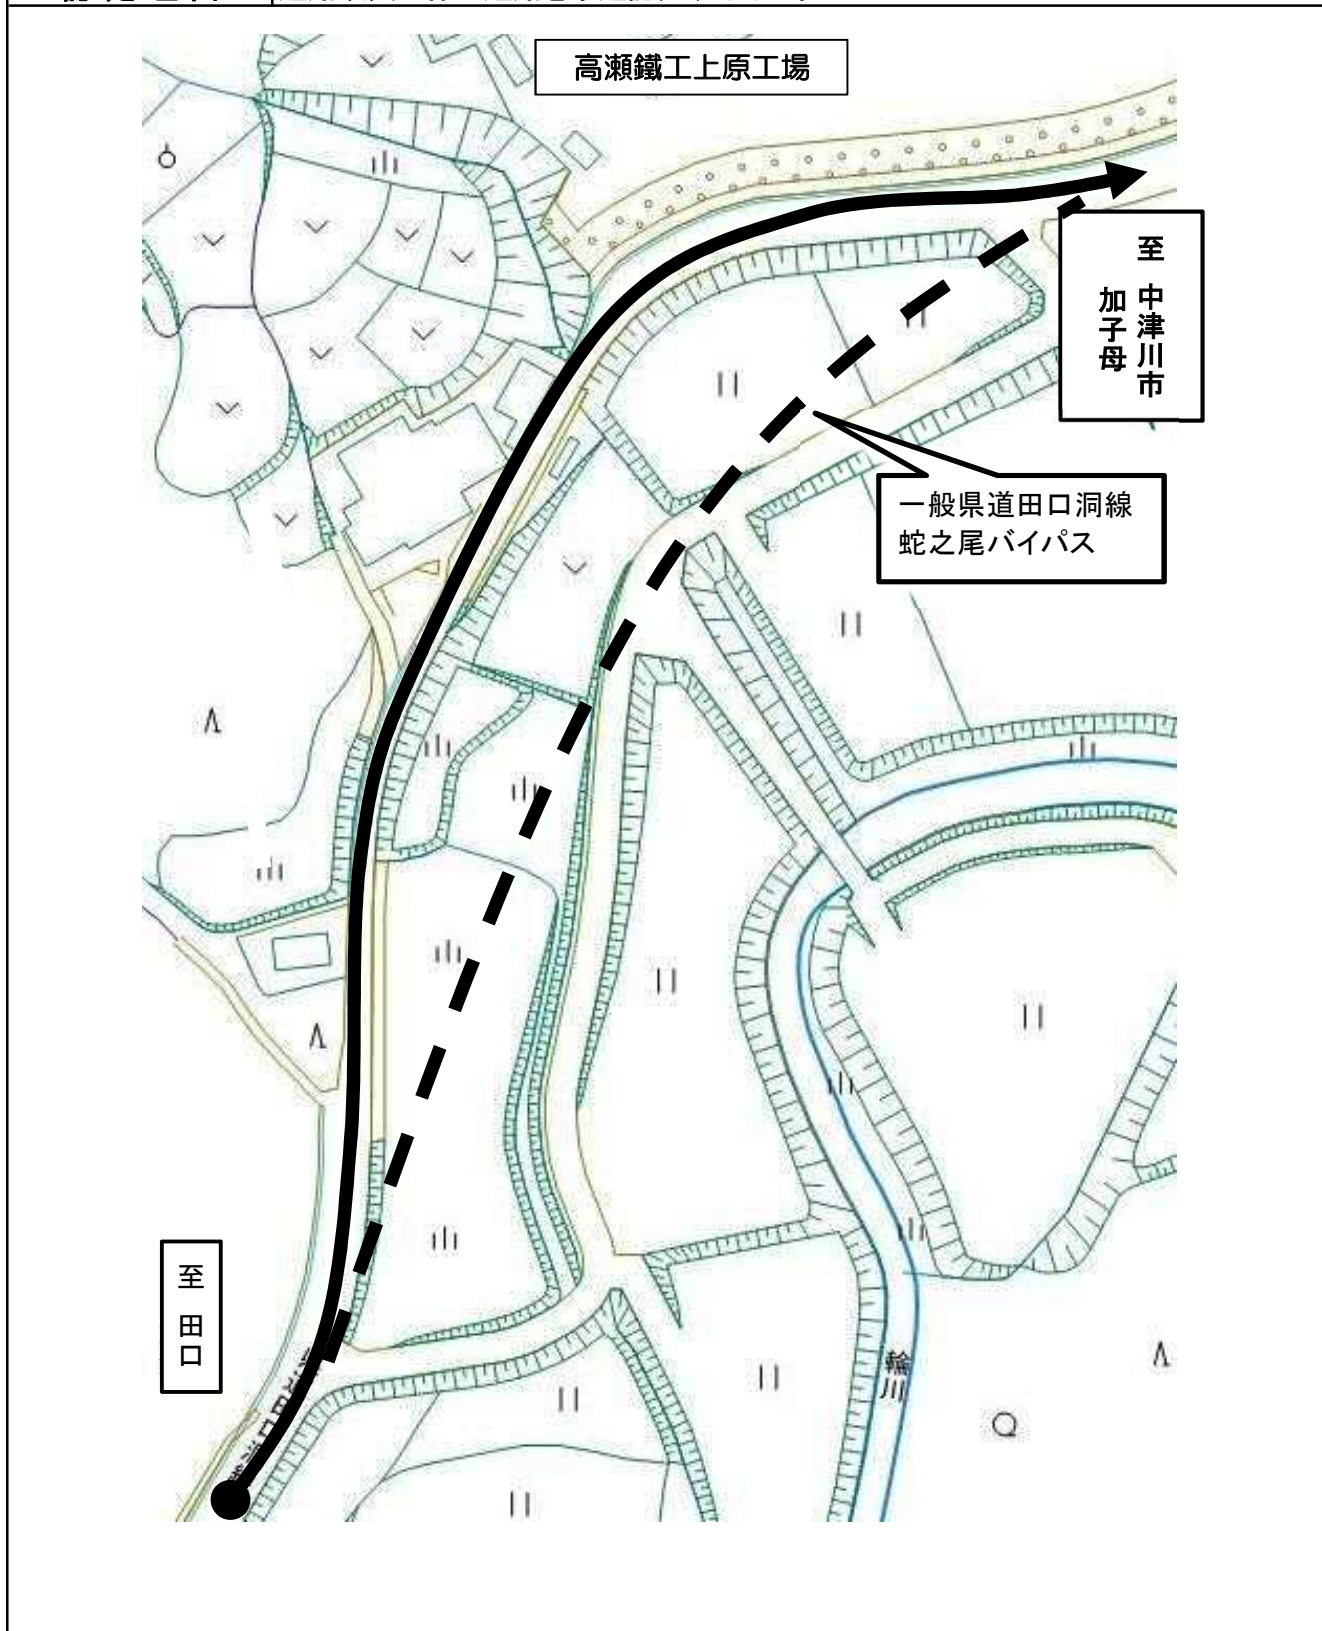 高瀬鐵工上原工場
至 中津川市
加子母
一般県道田口洞線
蛇之尾バイパス
至 田口
輪川